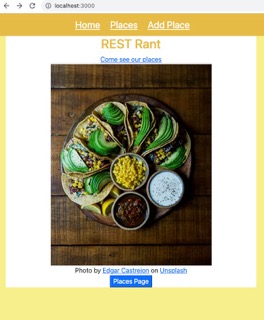 localhost:3000
Home Places Add Place
REST Rant
Come see our places
Photo by Edgar Castrejon on Unsplash
Places Page